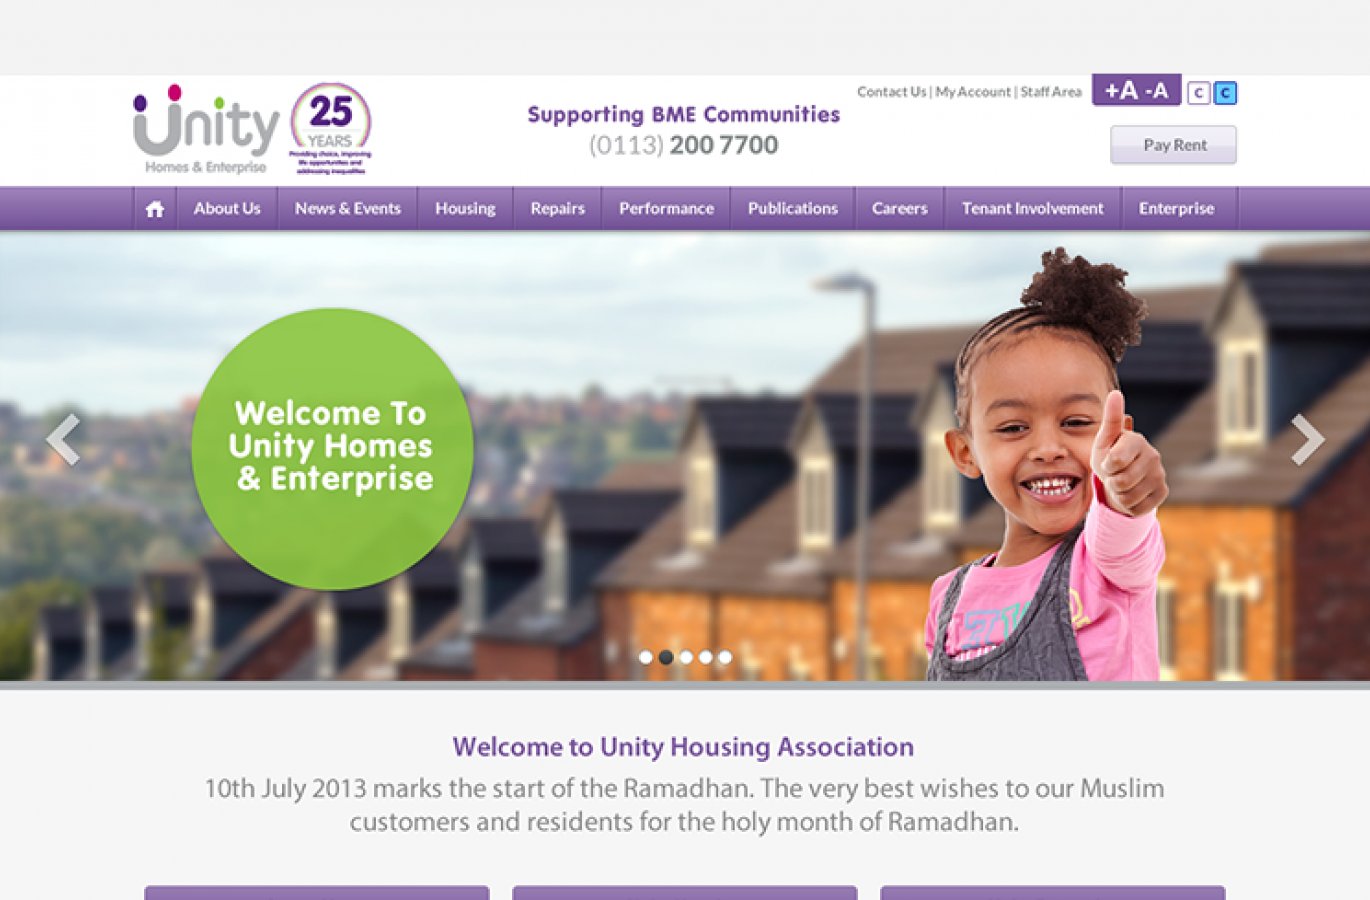 Unity
Homes & Enterprise
25
YEARS
Providing choice, improving
life opportunities and
addressing inequalities
Supporting BME Communities
(0113) 200 7700
Contact Us | My Account | Staff Area
+A -A
C C
Pay Rent
About Us News & Events Housing Repairs Performance Publications Careers Tenant Involvement Enterprise
Welcome To
Unity Homes
& Enterprise
Welcome to Unity Housing Association
10th July 2013 marks the start of the Ramadhan. The very best wishes to our Muslim
customers and residents for the holy month of Ramadhan.